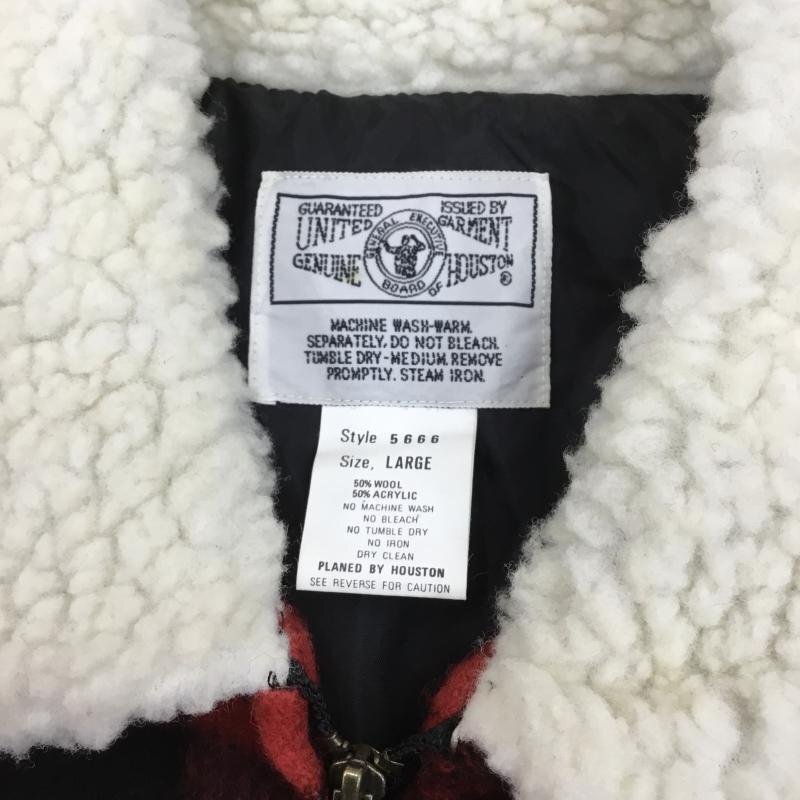 GUARANTEED ISSUED BY
UNITED GARMENT
GENUINE HOUSTON ®
GENERAL EXECUTIVE
BOARD OF
MACHINE WASH-WARM.
SEPARATELY, DO NOT BLEACH.
TUMBLE DRY-MEDIUM. REMOVE
PROMPTLY. STEAM IRON.
Style 5666
Size, LARGE
50% WOOL
50% ACRYLIC
NO MACHINE WASH
NO BLEACH
NO TUMBLE DRY
NO IRON
DRY CLEAN
PLANED BY HOUSTON
SEE REVERSE FOR CAUTION